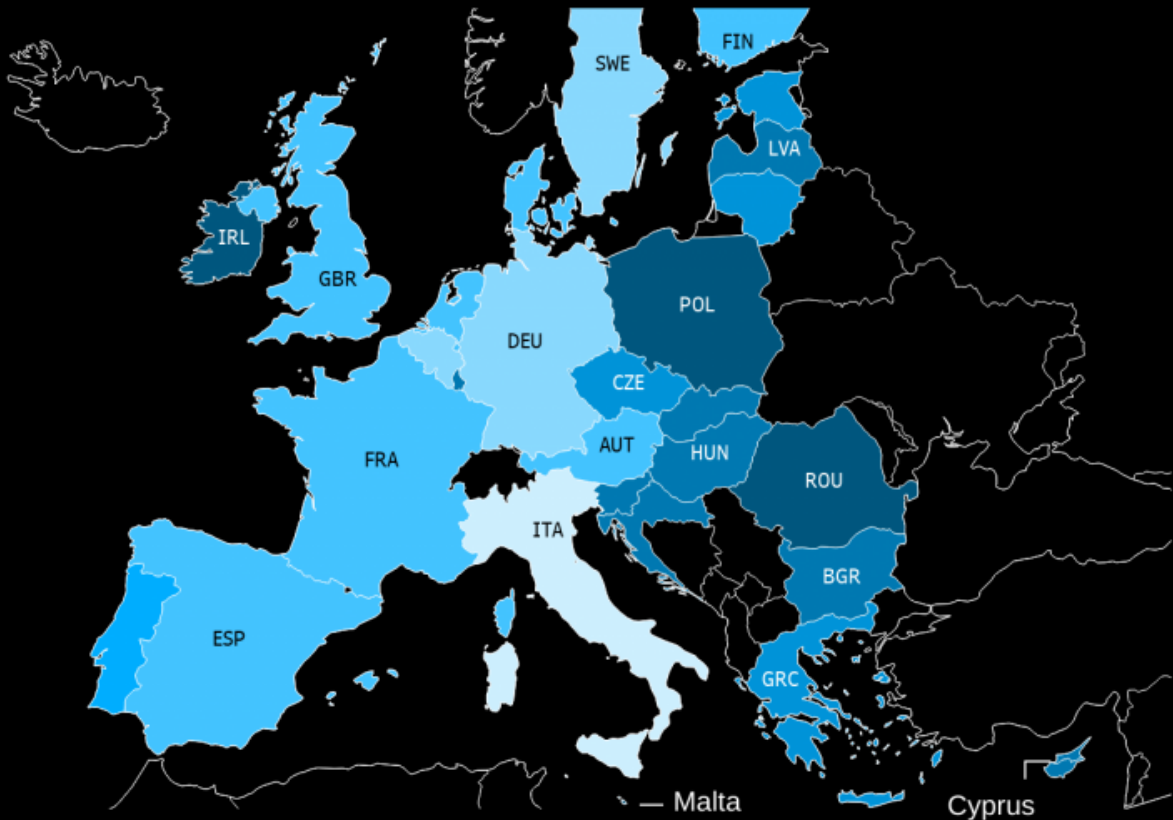 FIN
SWE
LVA
IRL
GBR
POL
DEU
CZE
AUT
HUN
FRA
ROU
ITA
BGR
ESP
GRC
Malta
Cyprus